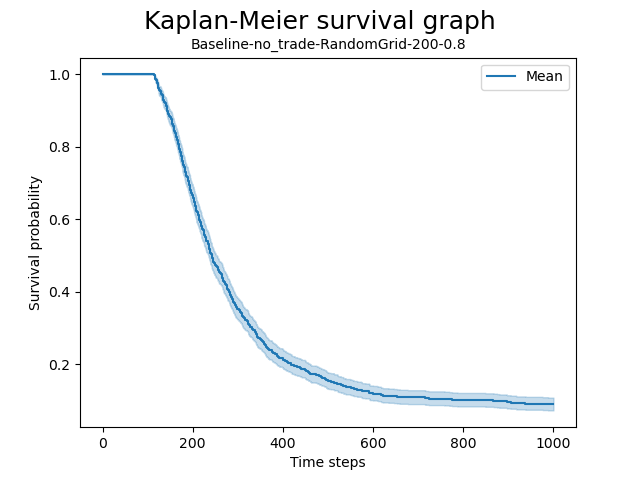 Kaplan-Meier survival graph
Baseline-no_trade-RandomGrid-200-0.8
Mean
Survival probability
1.0
0.8
0.6
0.4
0.2
0 200 400 600 800 1000
Time steps